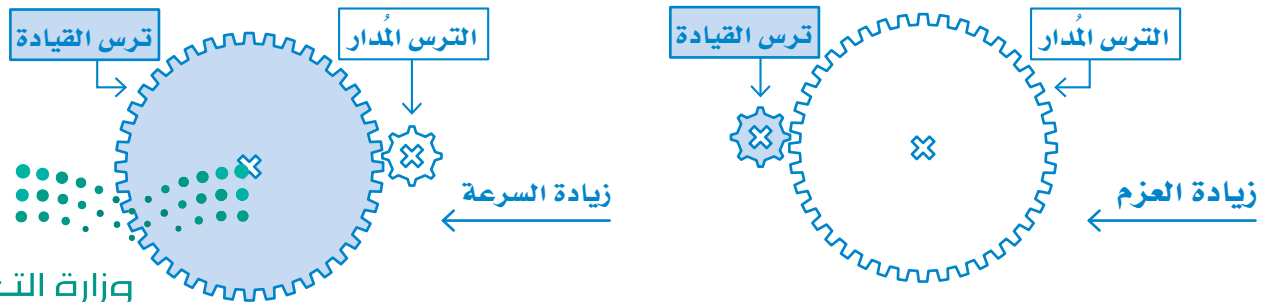 الترس المُدار
ترس القيادة
زيادة العزم
الترس المُدار
ترس القيادة
زيادة السرعة
وزارة التـ